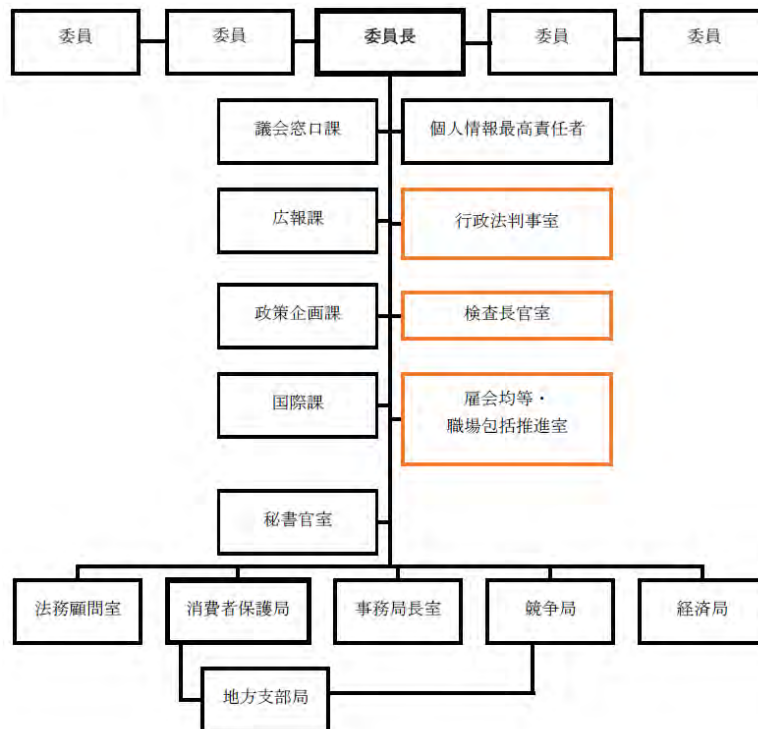 委員
委員
委員長
委員
委員
議会窓口課
個人情報最高責任者
広報課
行政法判事室
政策企画課
検査長官室
国際課
雇会均等・
職場包括推進室
秘書官室
法務顧問室
消費者保護局
事務局長室
競争局
経済局
地方支部局